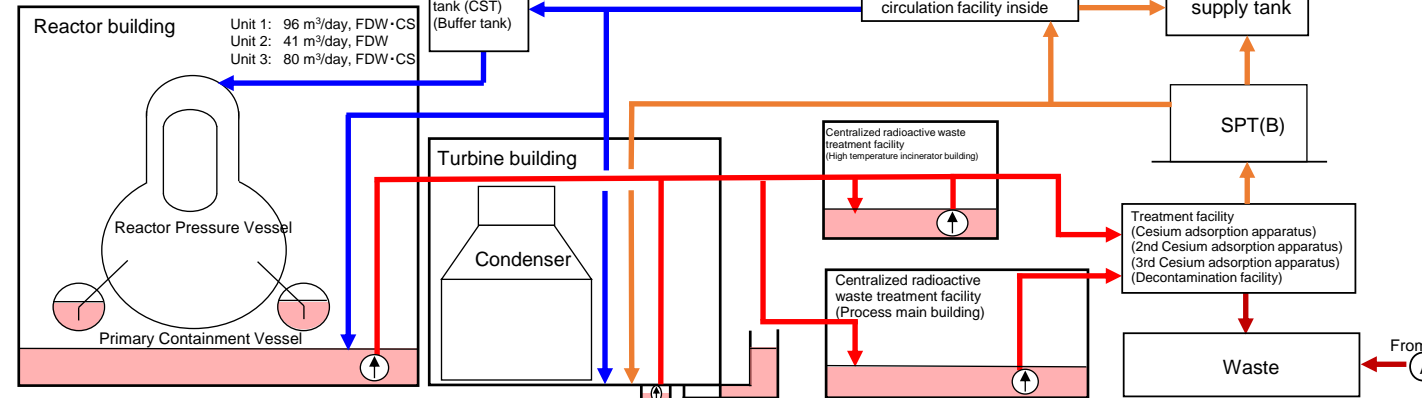 Reactor building
Unit 1: 96 m³/day, FDW・CS
Unit 2: 41 m³/day, FDW
Unit 3: 80 m³/day, FDW・CS
tank (CST)
(Buffer tank)
circulation facility inside
supply tank
SPT(B)
Turbine building
Centralized radioactive waste
treatment facility
(High temperature incinerator building)
Reactor Pressure Vessel
Condenser
Treatment facility
(Cesium adsorption apparatus)
(2nd Cesium adsorption apparatus)
(3rd Cesium adsorption apparatus)
(Decontamination facility)
Centralized radioactive
waste treatment facility
(Process main building)
Primary Containment Vessel
Waste
From